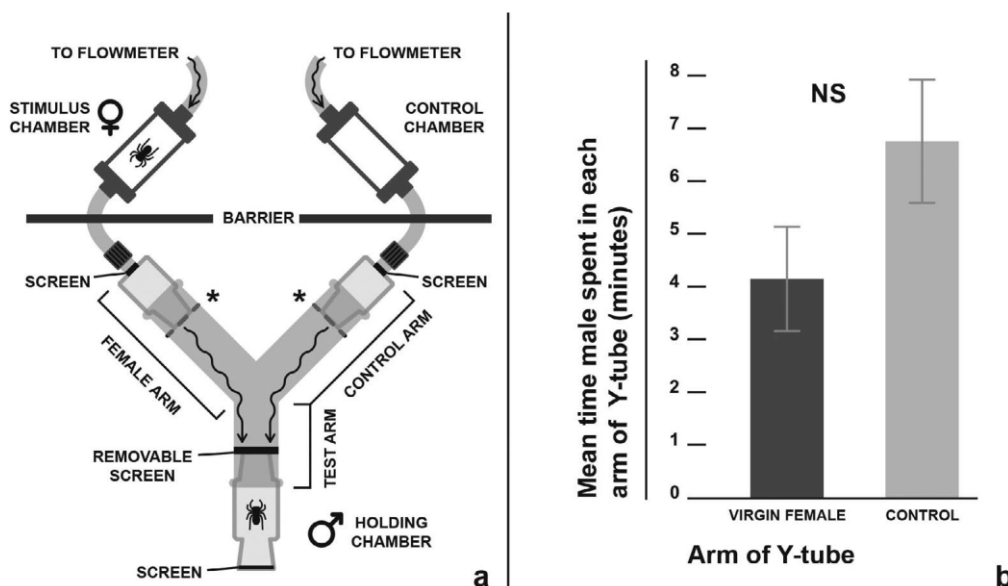 TO FLOWMETER
TO FLOWMETER
STIMULUS
CHAMBER
♀
CONTROL
CHAMBER
BARRIER
SCREEN
*
*
SCREEN
FEMALE ARM
CONTROL ARM
TEST ARM
REMOVABLE
SCREEN
♂
HOLDING
CHAMBER
SCREEN
a
Mean time male spent in each
arm of Y-tube (minutes)
8
7
6
5
4
3
2
1
0
NS
VIRGIN FEMALE
CONTROL
Arm of Y-tube
b